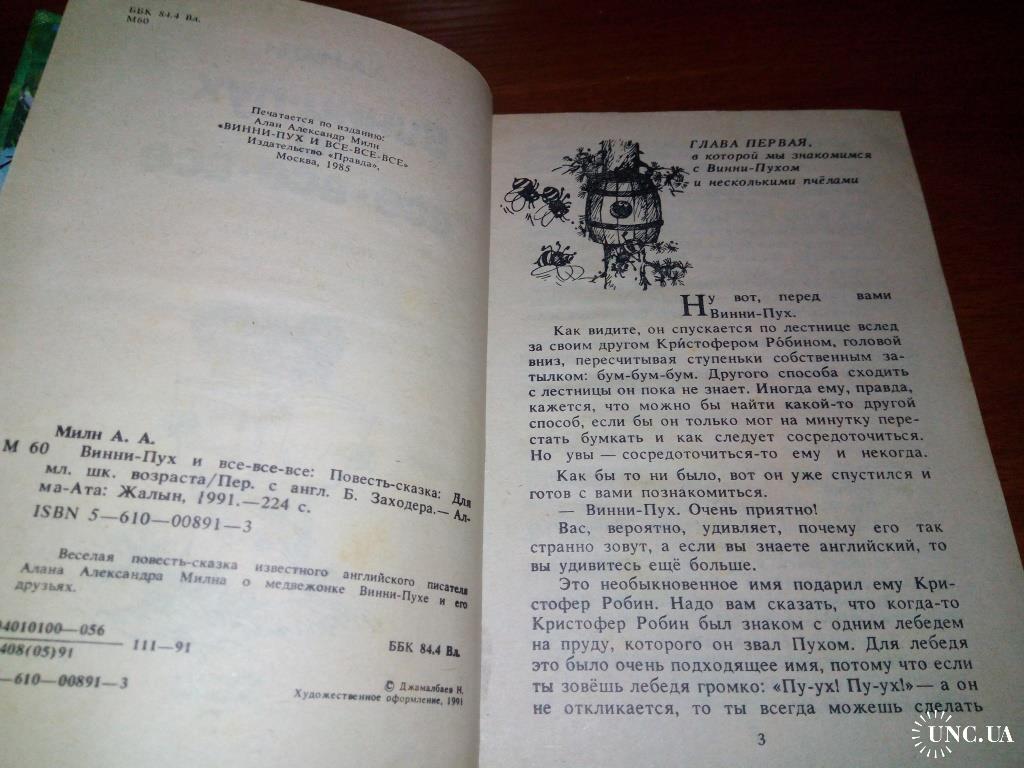 ББК 84.4 Вл.
М60
Печатается по изданию:
Алан Александр Милн
«ВИННИ-ПУХ И ВСЕ-ВСЕ-ВСЕ»
Издательство «Правда»,
Москва, 1985
Милн А. А.
М 60 Винни-Пух и все-все-все: Повесть-сказка: Для
мл. шк. возраста/Пер. с англ. Б. Заходера.— Ал-
ма-Ата: Жалын, 1991.—224 с.
ISBN 5—610—00891—3
Веселая повесть-сказка известного английского писателя
Алана Александра Милна о медвежонке Винни-Пухе и его
друзьях.
04010100—056
408(05)91 111—91 ББК 84.4 Вл.
—610—00891—3
© Джамалбаев Н.
Художественное оформление, 1991
ГЛАВА ПЕРВАЯ,
в которой мы знакомимся
с Винни-Пухом
и несколькими пчёлами
Ну вот, перед вами
Винни-Пух.
Как видите, он спускается по лестнице вслед
за своим другом Кри́стофером Ро́бином, головой
вниз, пересчитывая ступеньки собственным за-
тылком: бум-бум-бум. Другого способа сходить
с лестницы он пока не знает. Иногда ему, правда,
кажется, что можно бы найти какой-то другой
способ, если бы он только мог на минутку пере-
стать бумкать и как следует сосредоточиться.
Но увы — сосредоточиться-то ему и некогда.
Как бы то ни было, вот он уже спустился и
готов с вами познакомиться.
— Винни-Пух. Очень приятно!
Вас, вероятно, удивляет, почему его так
странно зовут, а если вы знаете английский, то
вы удивитесь ещё больше.
Это необыкновенное имя подарил ему Кри-
стофер Робин. Надо вам сказать, что когда-то
Кристофер Робин был знаком с одним лебедем
на пруду, которого он звал Пухом. Для лебедя
это было очень подходящее имя, потому что если
ты зовёшь лебедя громко: «Пу-ух! Пу-ух!»— а он
не откликается, то ты всегда можешь сделать
3
UNC.UA